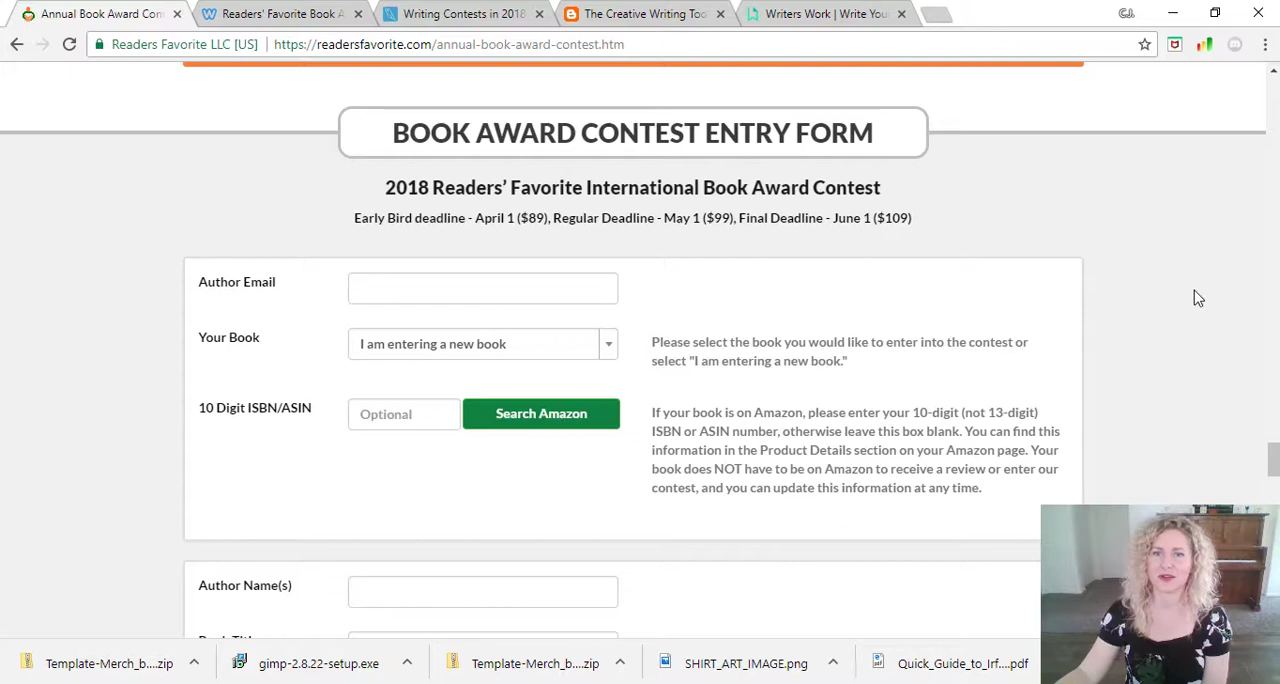 Annual Book Award Con
Readers' Favorite Book A
Writing Contests in 2018
The Creative Writing Too
Writers Work | Write You
C.J.
Readers Favorite LLC [US]
https://readersfavorite.com/annual-book-award-contest.htm
BOOK AWARD CONTEST ENTRY FORM
2018 Readers' Favorite International Book Award Contest
Early Bird deadline - April 1 ($89), Regular Deadline - May 1 ($99), Final Deadline - June 1 ($109)
Author Email
Your Book
I am entering a new book
Please select the book you would like to enter into the contest or
select "I am entering a new book."
10 Digit ISBN/ASIN
Optional
Search Amazon
If your book is on Amazon, please enter your 10-digit (not 13-digit)
ISBN or ASIN number, otherwise leave this box blank. You can find this
information in the Product Details section on your Amazon page. Your
book does NOT have to be on Amazon to receive a review or enter our
contest, and you can update this information at any time.
Author Name(s)
Template-Merch_b....zip
gimp-2.8.22-setup.exe
Template-Merch_b....zip
SHIRT_ART_IMAGE.png
Quick_Guide_to_Irf....pdf